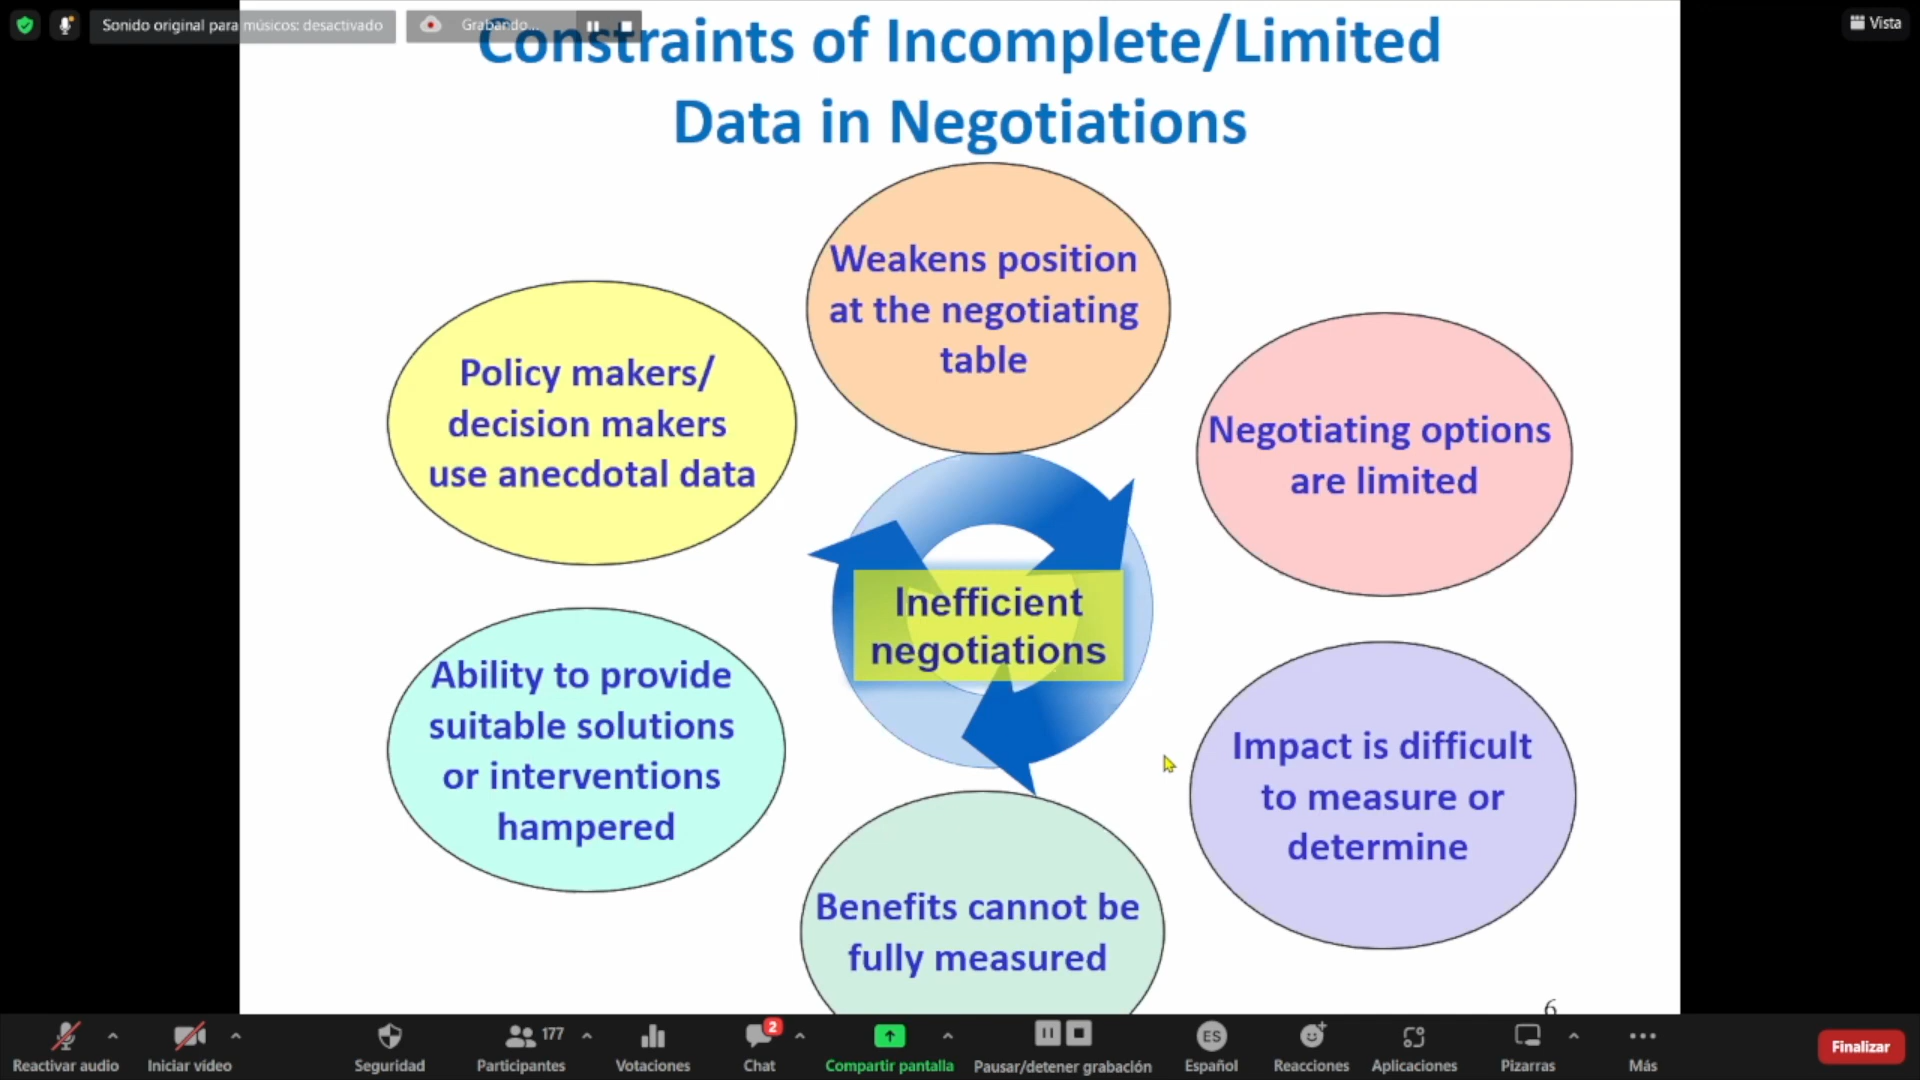 Sonido original para músicos: desactivado
Grabando...
Vista
Constraints of Incomplete/Limited
Data in Negotiations
Weakens position
at the negotiating
table
Policy makers/
decision makers
use anecdotal data
Negotiating options
are limited
Inefficient
negotiations
Ability to provide
suitable solutions
or interventions
hampered
Impact is difficult
to measure or
determine
Benefits cannot be
fully measured
6
177
2
ES
Reactivar audio
Iniciar vídeo
Seguridad
Participantes
Votaciones
Chat
Compartir pantalla
Pausar/detener grabación
Español
Reacciones
Aplicaciones
Pizarras
Más
Finalizar